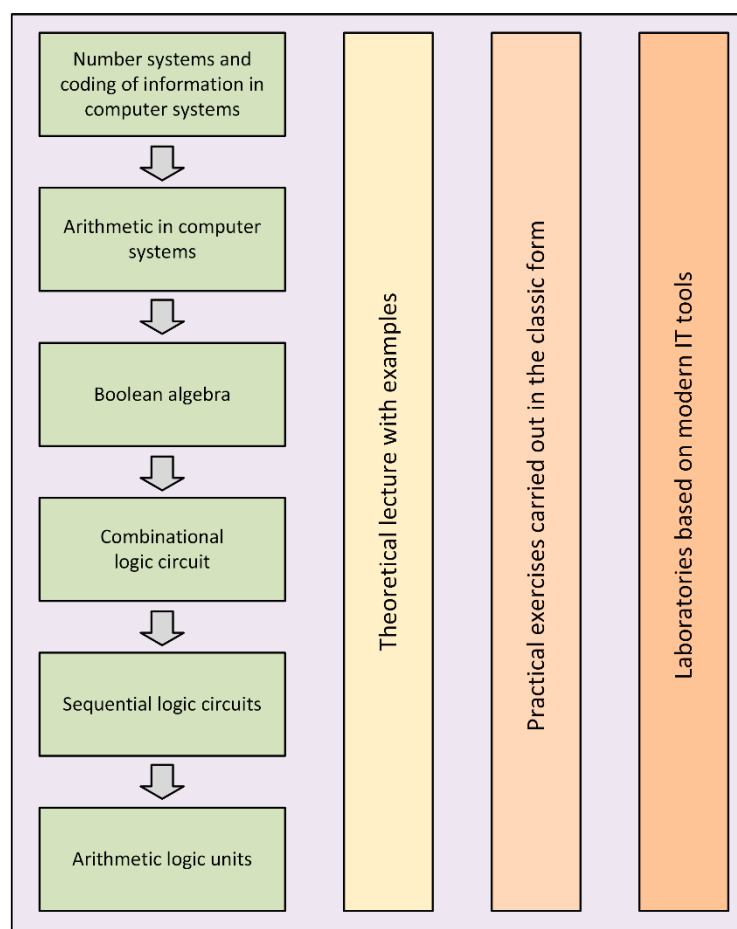 Number systems and
coding of information in
computer systems
Arithmetic in computer
systems
Boolean algebra
Combinational
logic circuit
Sequential logic circuits
Arithmetic logic units
Theoretical lecture with examples
Practical exercises carried out in the classic form
Laboratories based on modern IT tools